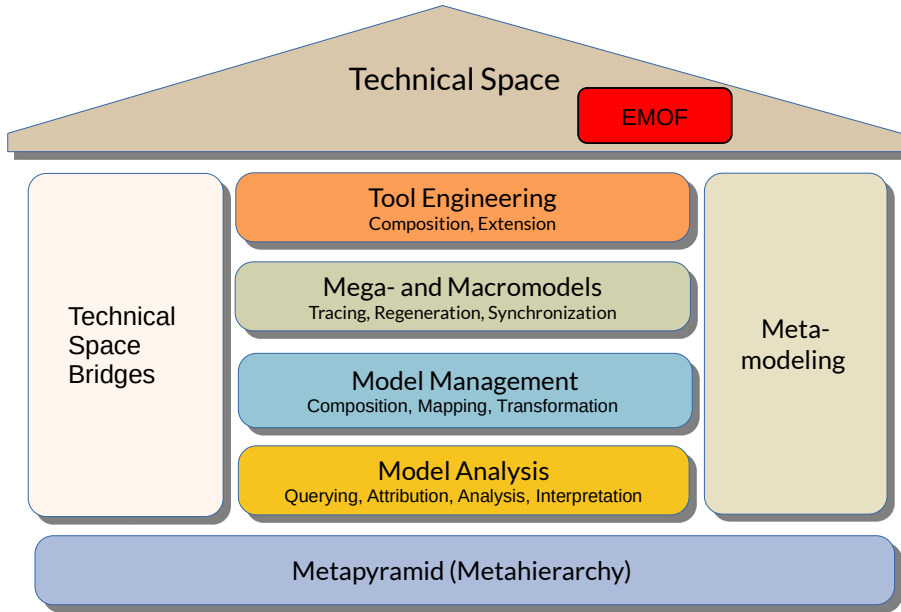 Technical Space
EMOF
Tool Engineering
Composition, Extension
Mega- and Macromodels
Tracing, Regeneration, Synchronization
Technical
Space
Bridges
Meta-
modeling
Model Management
Composition, Mapping, Transformation
Model Analysis
Querying, Attribution, Analysis, Interpretation
Metapyramid (Metahierarchy)